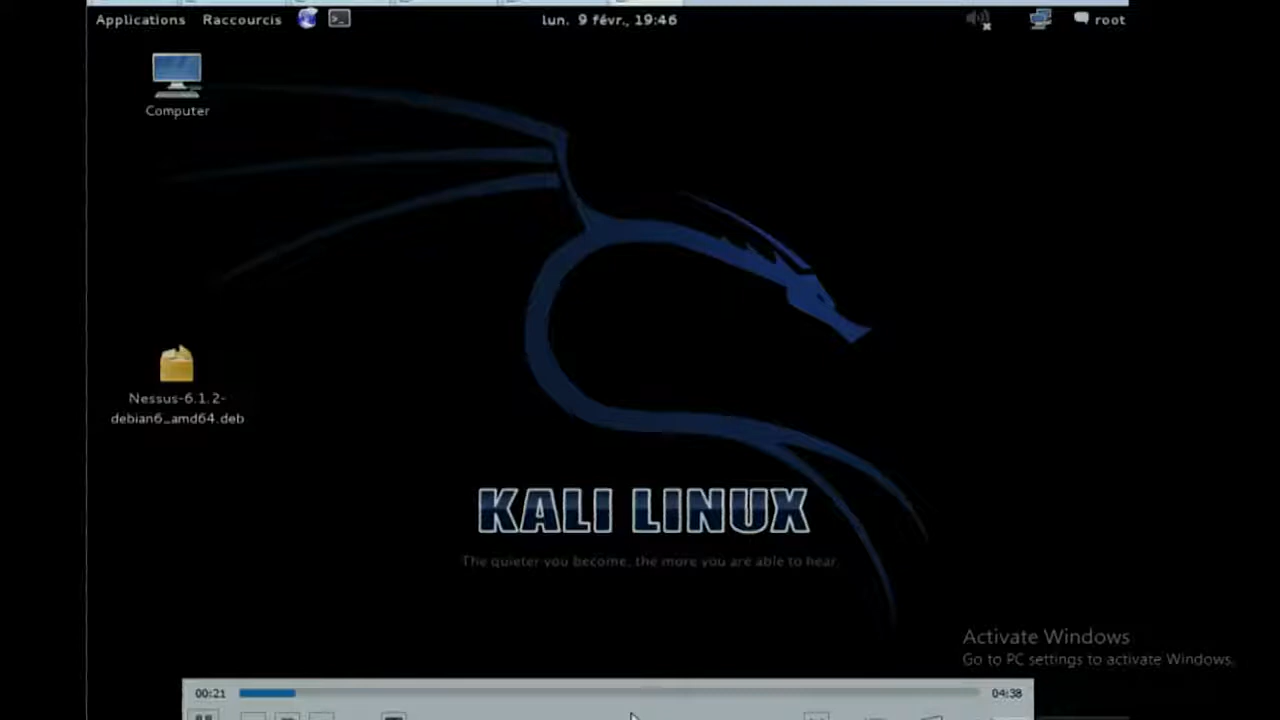 Applications Raccourcis lun. 9 févr., 19:46 root
Computer
Nessus-6.1.2-
debian6_amd64.deb
KALI LINUX
The quieter you become, the more you are able to hear.
Activate Windows
Go to PC settings to activate Windows.
00:21 04:38